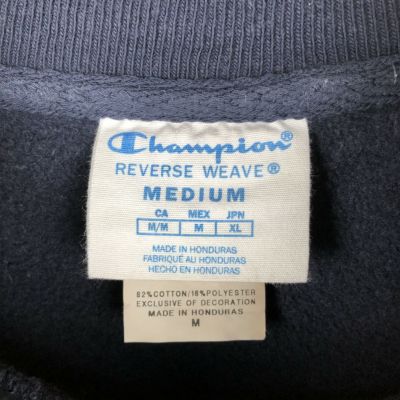 Champion®
REVERSE WEAVE®
MEDIUM
CA MEX JPN
M/M M XL
MADE IN HONDURAS
FABRIQUÉ AU HONDURAS
HECHO EN HONDURAS
82%COTTON/18%POLYESTER
EXCLUSIVE OF DECORATION
MADE IN HONDURAS
M